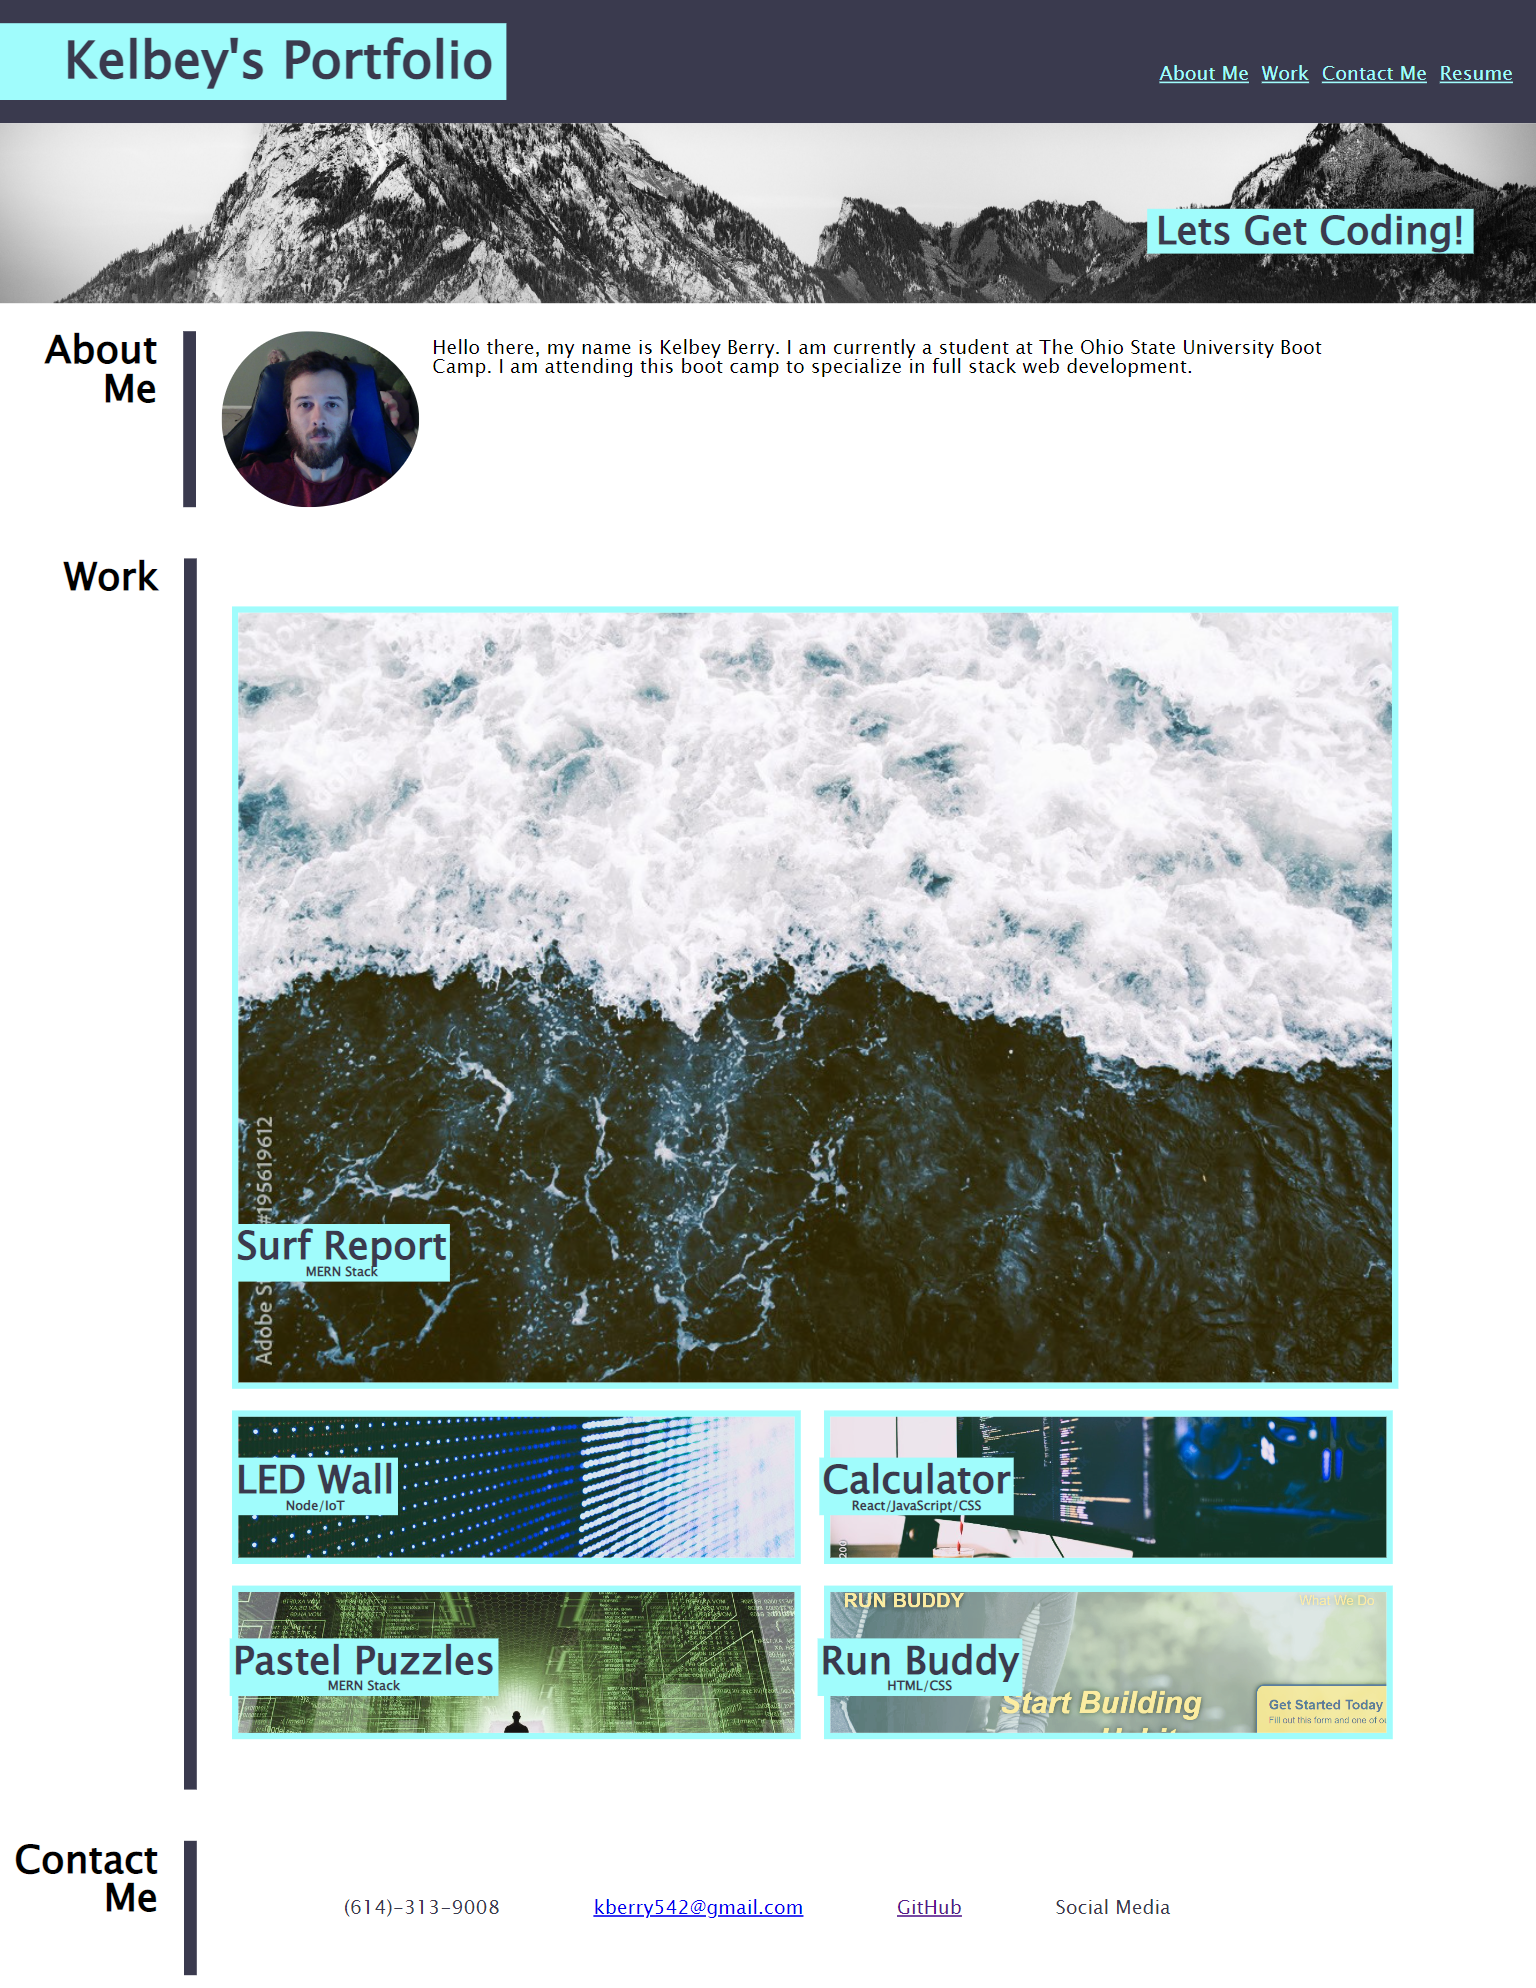 Kelbey's Portfolio
About Me Work Contact Me Resume
Lets Get Coding!
About
Me
Hello there, my name is Kelbey Berry. I am currently a student at The Ohio State University Boot
Camp. I am attending this boot camp to specialize in full stack web development.
Work
#195619612
Adobe S
Surf Report
MERN Stack
LED Wall
Node/IoT
Calculator
React/JavaScript/CSS
200
Pastel Puzzles
MERN Stack
RUN BUDDY
What We Do
Run Buddy
HTML/CSS
Start Building
Get Started Today
Fill out this form and one of
Contact
Me
(614)-313-9008
kberry542@gmail.com
GitHub
Social Media